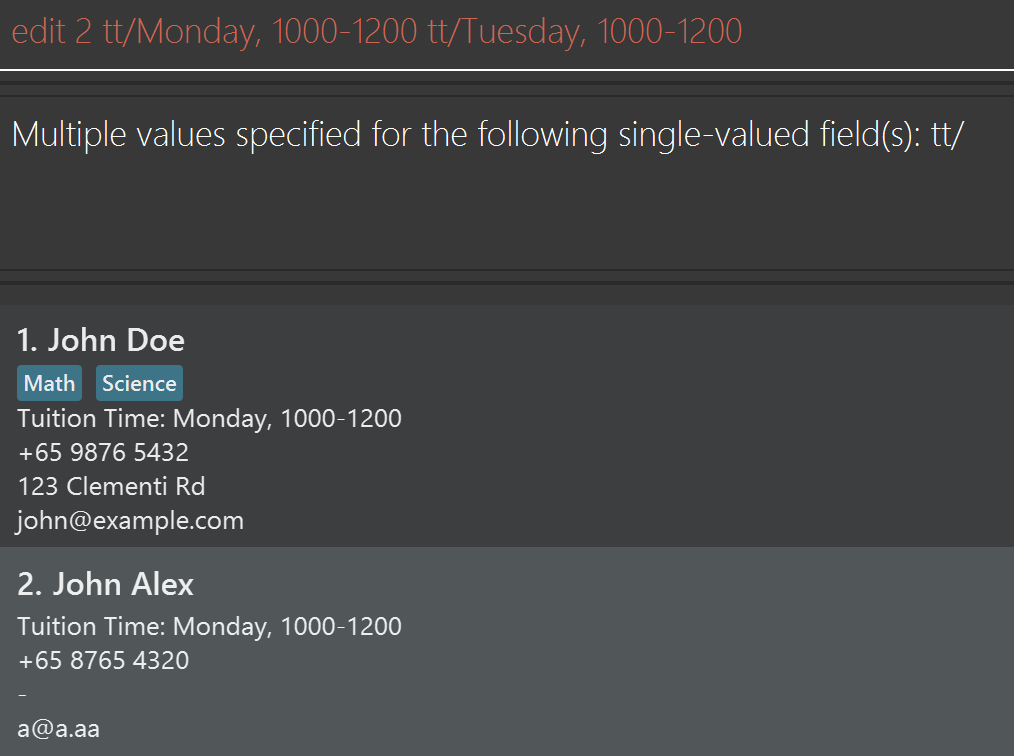 edit 2 tt/Monday, 1000-1200 tt/Tuesday, 1000-1200
Multiple values specified for the following single-valued field(s): tt/
1. John Doe
Math Science
Tuition Time: Monday, 1000-1200
+65 9876 5432
123 Clementi Rd
john@example.com
2. John Alex
Tuition Time: Monday, 1000-1200
+65 8765 4320
-
a@a.aa